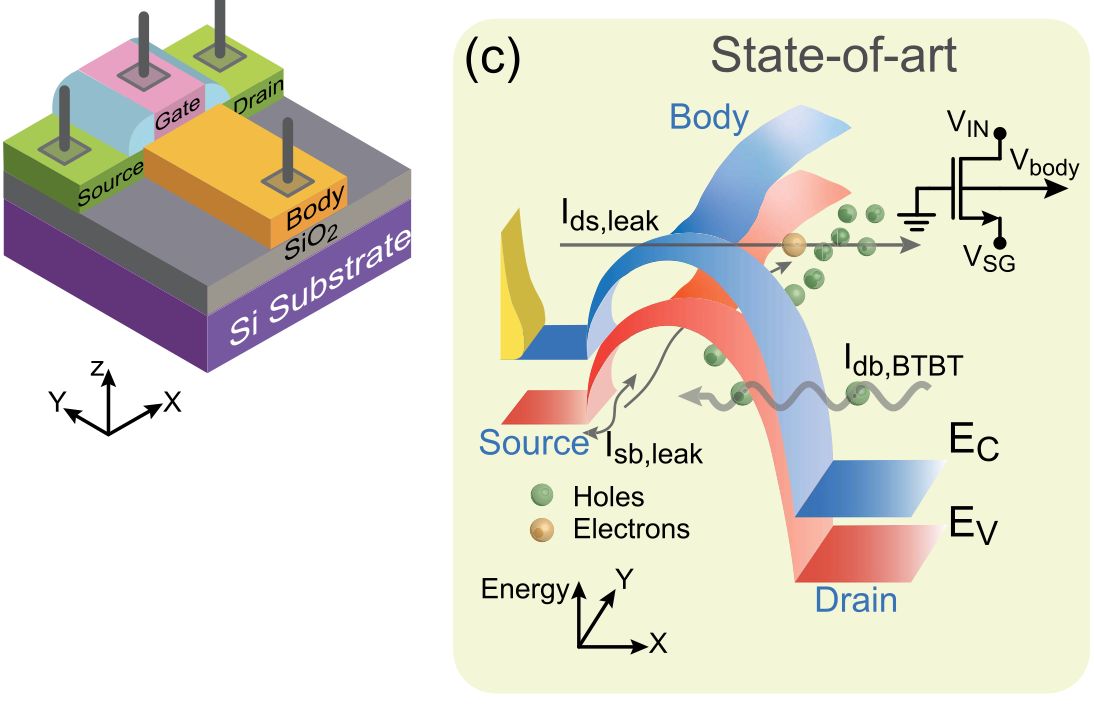 Gate
Drain
Source
Body
SiO2
Si Substrate
z
Y
X
(c)
State-of-art
Body
VIN
Vbody
VSG
Ids,leak
Idb,BTBT
Source
Isb,leak
EC
EV
Holes
Electrons
Drain
Energy
Y
X